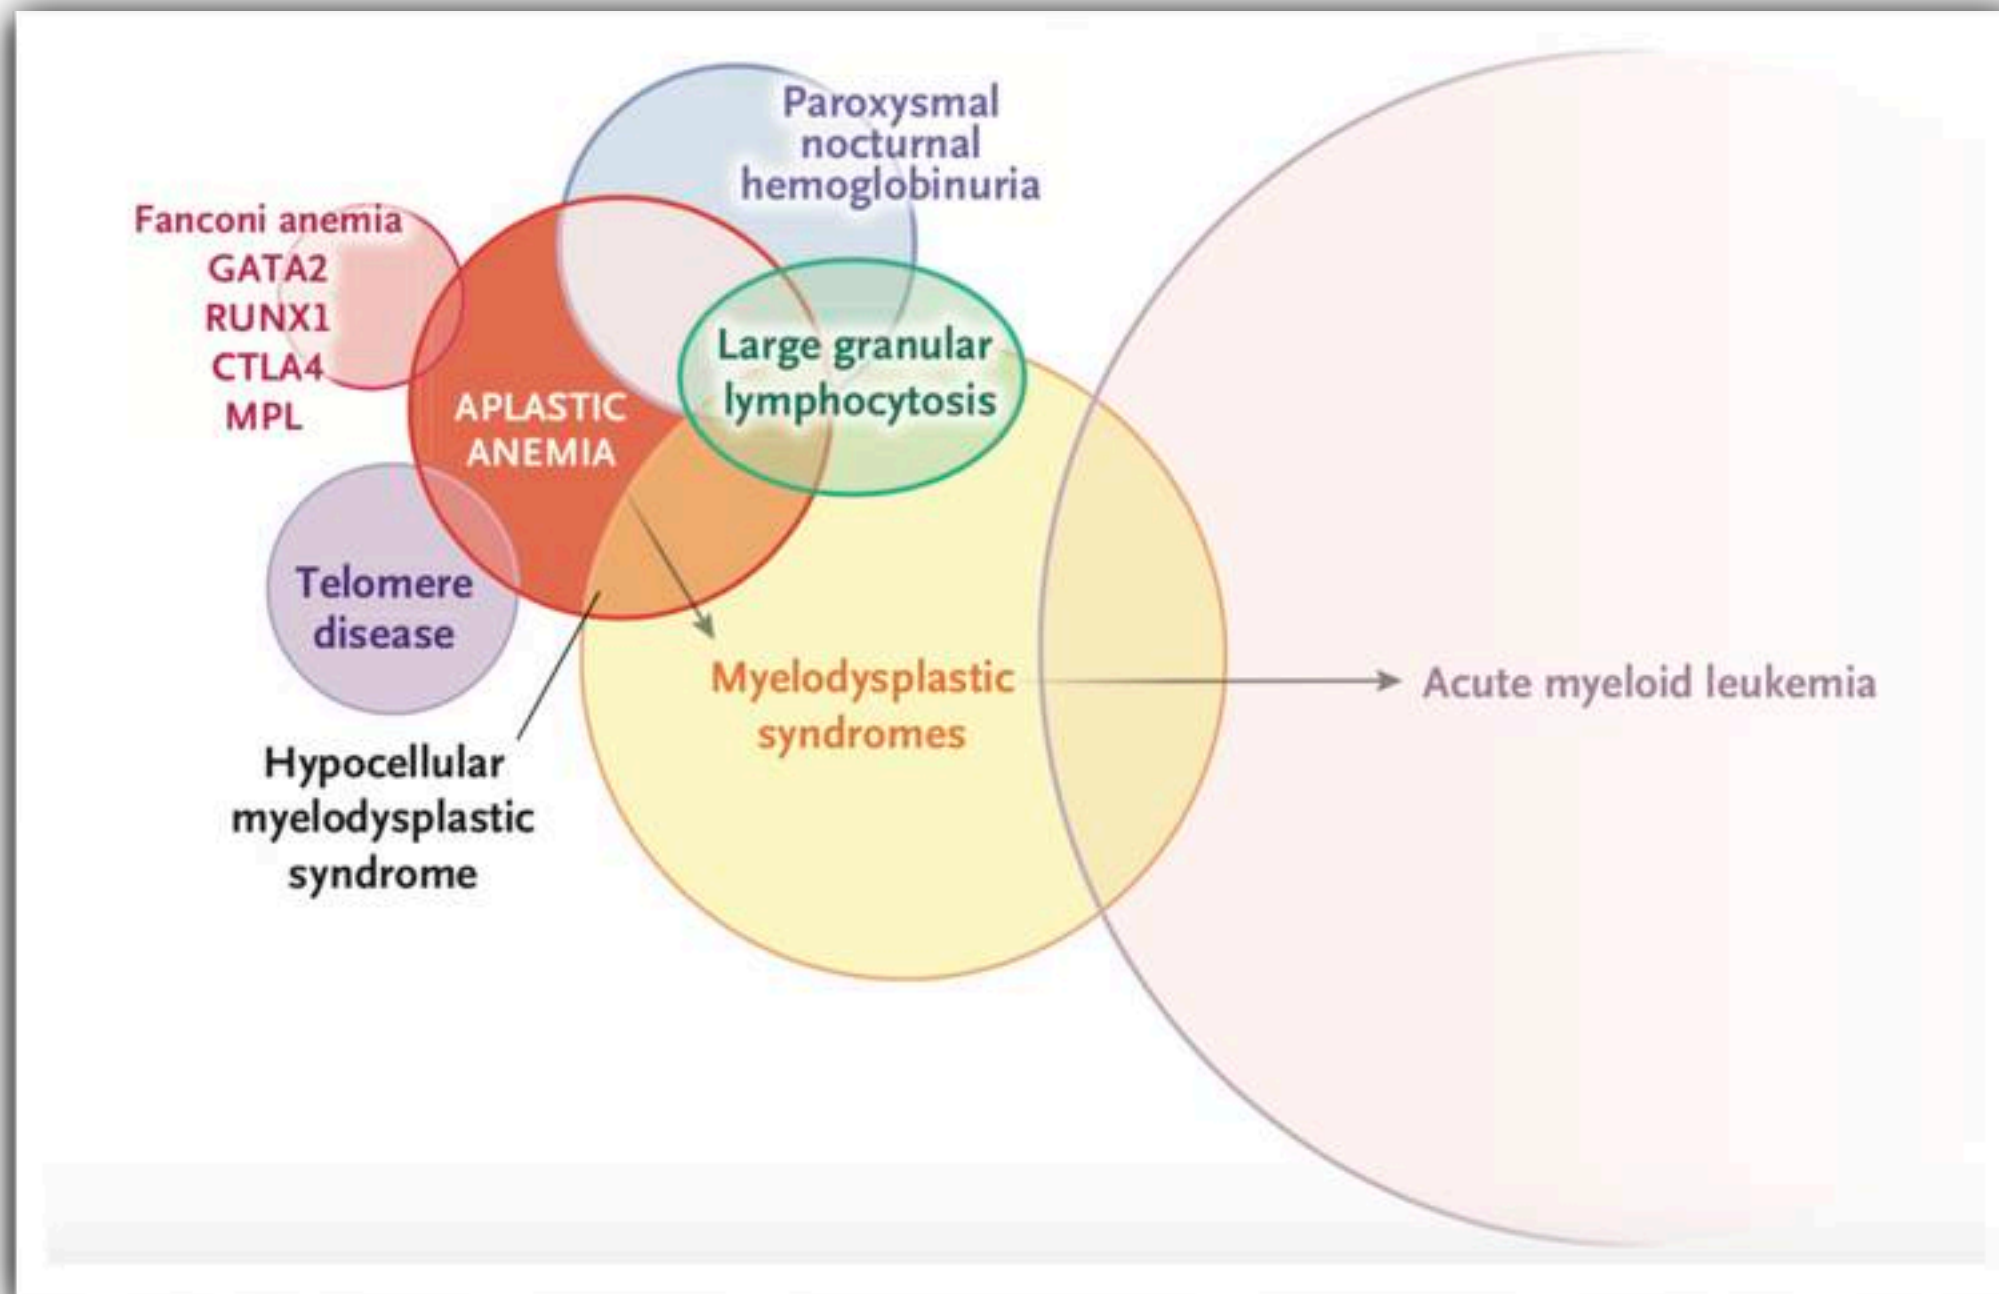 Paroxysmal
nocturnal
hemoglobinuria
Fanconi anemia
GATA2
RUNX1
CTLA4
MPL
Large granular
lymphocytosis
APLASTIC
ANEMIA
Telomere
disease
Myelodysplastic
syndromes
Acute myeloid leukemia
Hypocellular
myelodysplastic
syndrome